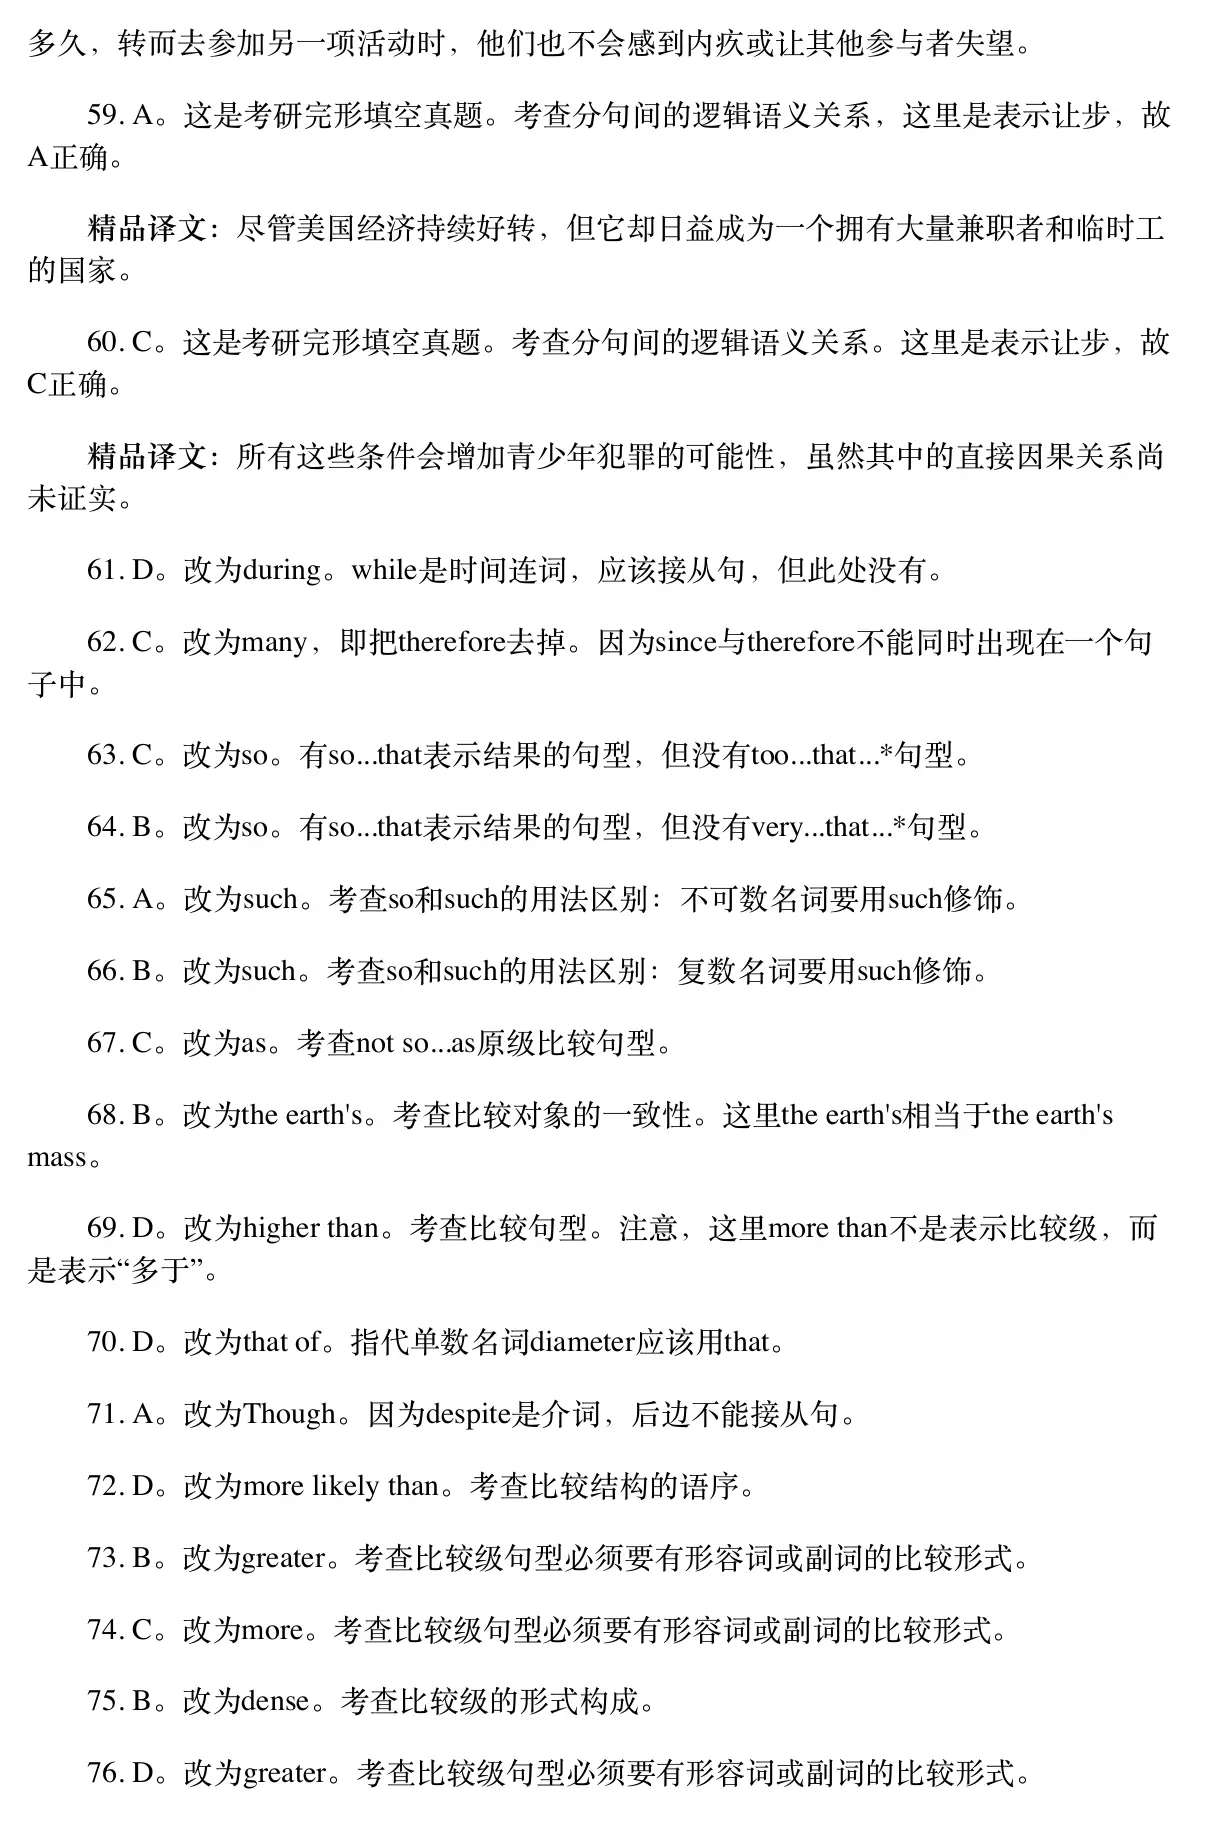 多久，转而去参加另一项活动时，他们也不会感到内疚或让其他参与者失望。
59. A。这是考研完形填空真题。考查分句间的逻辑语义关系，这里是表示让步，故
A正确。
精品译文：尽管美国经济持续好转，但它却日益成为一个拥有大量兼职者和临时工
的国家。
60. C。这是考研完形填空真题。考查分句间的逻辑语义关系。这里是表示让步，故
C正确。
精品译文：所有这些条件会增加青少年犯罪的可能性，虽然其中的直接因果关系尚
未证实。
61. D。改为during。while是时间连词，应该接从句，但此处没有。
62. C。改为many，即把therefore去掉。因为since与therefore不能同时出现在一个句
子中。
63. C。改为so。有so...that表示结果的句型，但没有too...that...*句型。
64. B。改为so。有so...that表示结果的句型，但没有very...that...*句型。
65. A。改为such。考查so和such的用法区别：不可数名词要用such修饰。
66. B。改为such。考查so和such的用法区别：复数名词要用such修饰。
67. C。改为as。考查not so...as原级比较句型。
68. B。改为the earth's。考查比较对象的一致性。这里the earth's相当于the earth's
mass。
69. D。改为higher than。考查比较句型。注意，这里more than不是表示比较级，而
是表示“多于”。
70. D。改为that of。指代单数名词diameter应该用that。
71. A。改为Though。因为despite是介词，后边不能接从句。
72. D。改为more likely than。考查比较结构的语序。
73. B。改为greater。考查比较级句型必须要有形容词或副词的比较形式。
74. C。改为more。考查比较级句型必须要有形容词或副词的比较形式。
75. B。改为dense。考查比较级的形式构成。
76. D。改为greater。考查比较级句型必须要有形容词或副词的比较形式。